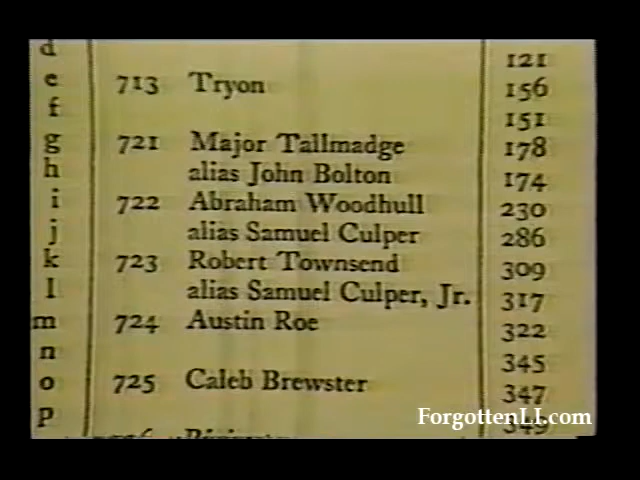 d
121
e 713 Tryon 156
f 151
g 721 Major Tallmadge 178
h alias John Bolton 174
i 722 Abraham Woodhull 230
j alias Samuel Culper 286
k 723 Robert Townsend 309
l alias Samuel Culper, Jr. 317
m 724 Austin Roe 322
n 345
o 725 Caleb Brewster 347
p 349
ForgottenLI.com